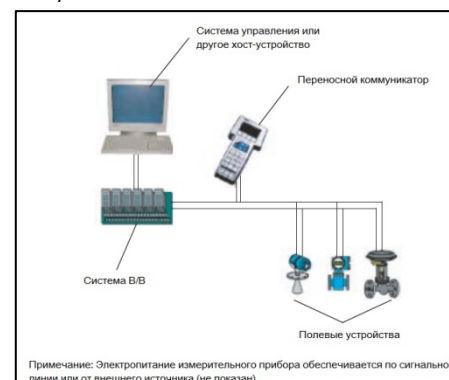 Система управления или
другое хост-устройство
Переносной коммуникатор
Система В/В
Полевые устройства
Примечание: Электропитание измерительного прибора обеспечивается по сигнально
линии или от внешнего источника (не показан)